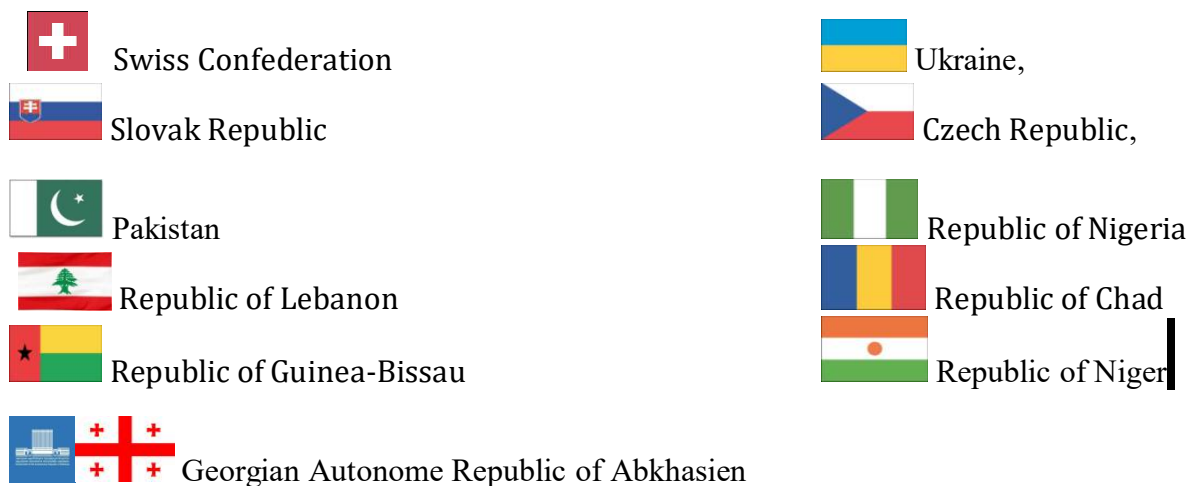 Swiss Confederation
Ukraine,
Slovak Republic
Czech Republic,
Pakistan
Republic of Nigeria
Republic of Lebanon
Republic of Chad
Republic of Guinea-Bissau
Republic of Niger
Georgian Autonome Republic of Abkhasien